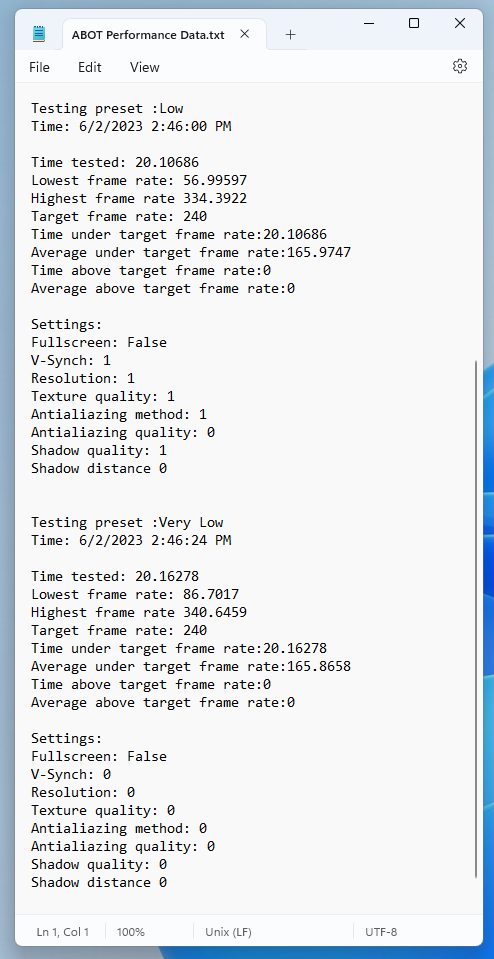 ABOT Performance Data.txt
File Edit View
Testing preset :Low
Time: 6/2/2023 2:46:00 PM
Time tested: 20.10686
Lowest frame rate: 56.99597
Highest frame rate 334.3922
Target frame rate: 240
Time under target frame rate:20.10686
Average under target frame rate:165.9747
Time above target frame rate:0
Average above target frame rate:0
Settings:
Fullscreen: False
V-Synch: 1
Resolution: 1
Texture quality: 1
Antialiazing method: 1
Antialiazing quality: 0
Shadow quality: 1
Shadow distance 0
Testing preset :Very Low
Time: 6/2/2023 2:46:24 PM
Time tested: 20.16278
Lowest frame rate: 86.7017
Highest frame rate 340.6459
Target frame rate: 240
Time under target frame rate:20.16278
Average under target frame rate:165.8658
Time above target frame rate:0
Average above target frame rate:0
Settings:
Fullscreen: False
V-Synch: 0
Resolution: 0
Texture quality: 0
Antialiazing method: 0
Antialiazing quality: 0
Shadow quality: 0
Shadow distance 0
Ln 1, Col 1 100% Unix (LF) UTF-8